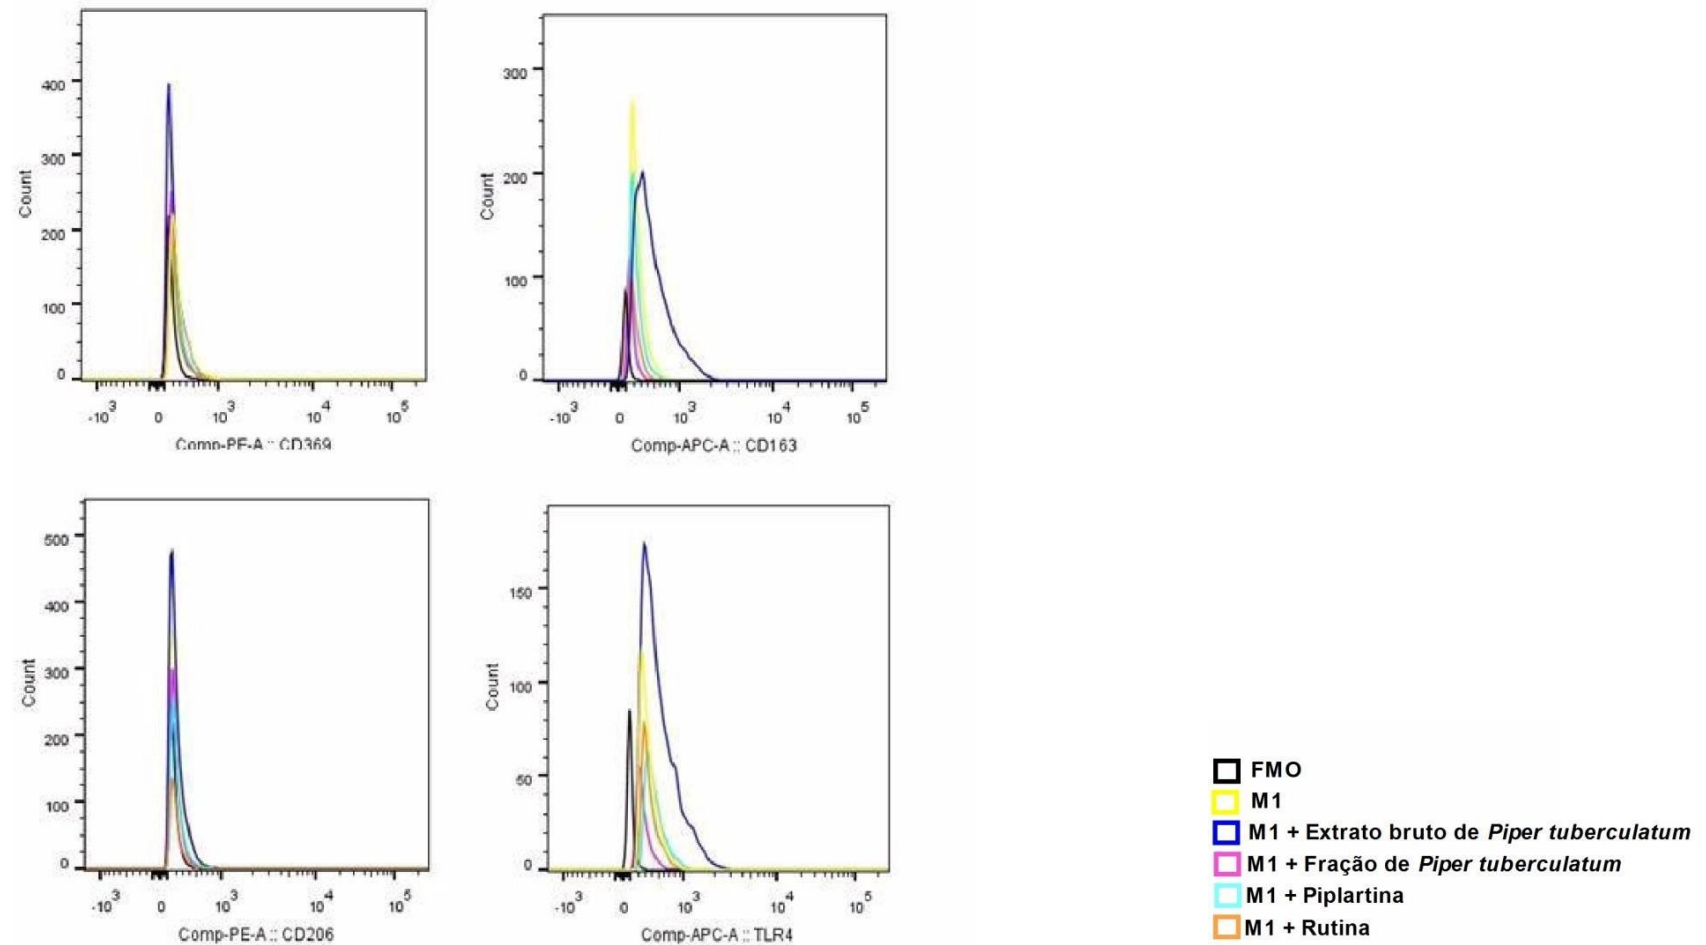 400
300
200
100
0
Count
-10 3 0 10 3 10 4 10 5
Comp-PE-A :: CD369
300
200
100
0
Count
-10 3 0 10 3 10 4 10 5
Comp-APC-A :: CD163
500
400
300
200
100
0
Count
-10 3 0 10 3 10 4 10 5
Comp-PE-A :: CD206
150
100
50
0
Count
-10 3 0 10 3 10 4 10 5
Comp-APC-A :: TLR4
FMO
M1
M1 + Extrato bruto de Piper tuberculatum
M1 + Fração de Piper tuberculatum
M1 + Piplartina
M1 + Rutina